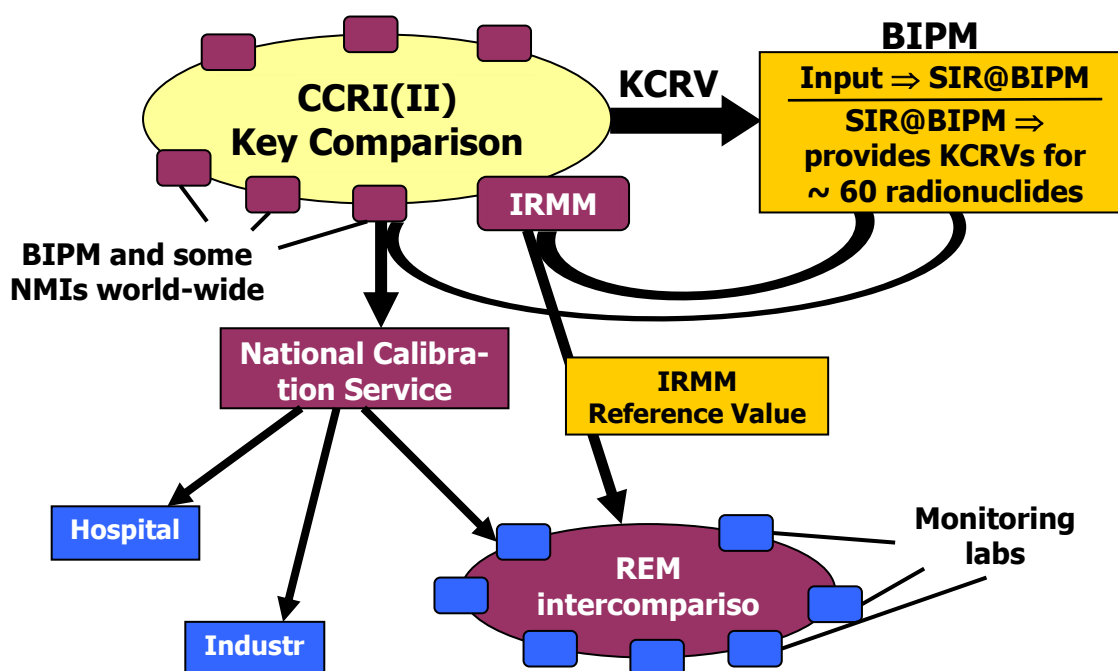 BIPM
KCRV
Input ⇒ SIR@BIPM
SIR@BIPM ⇒
provides KCRVs for
~ 60 radionuclides
CCRI(II)
Key Comparison
IRMM
BIPM and some
NMIs world-wide
National Calibra-
tion Service
IRMM
Reference Value
Hospital
Industr
REM
intercompariso
Monitoring
labs